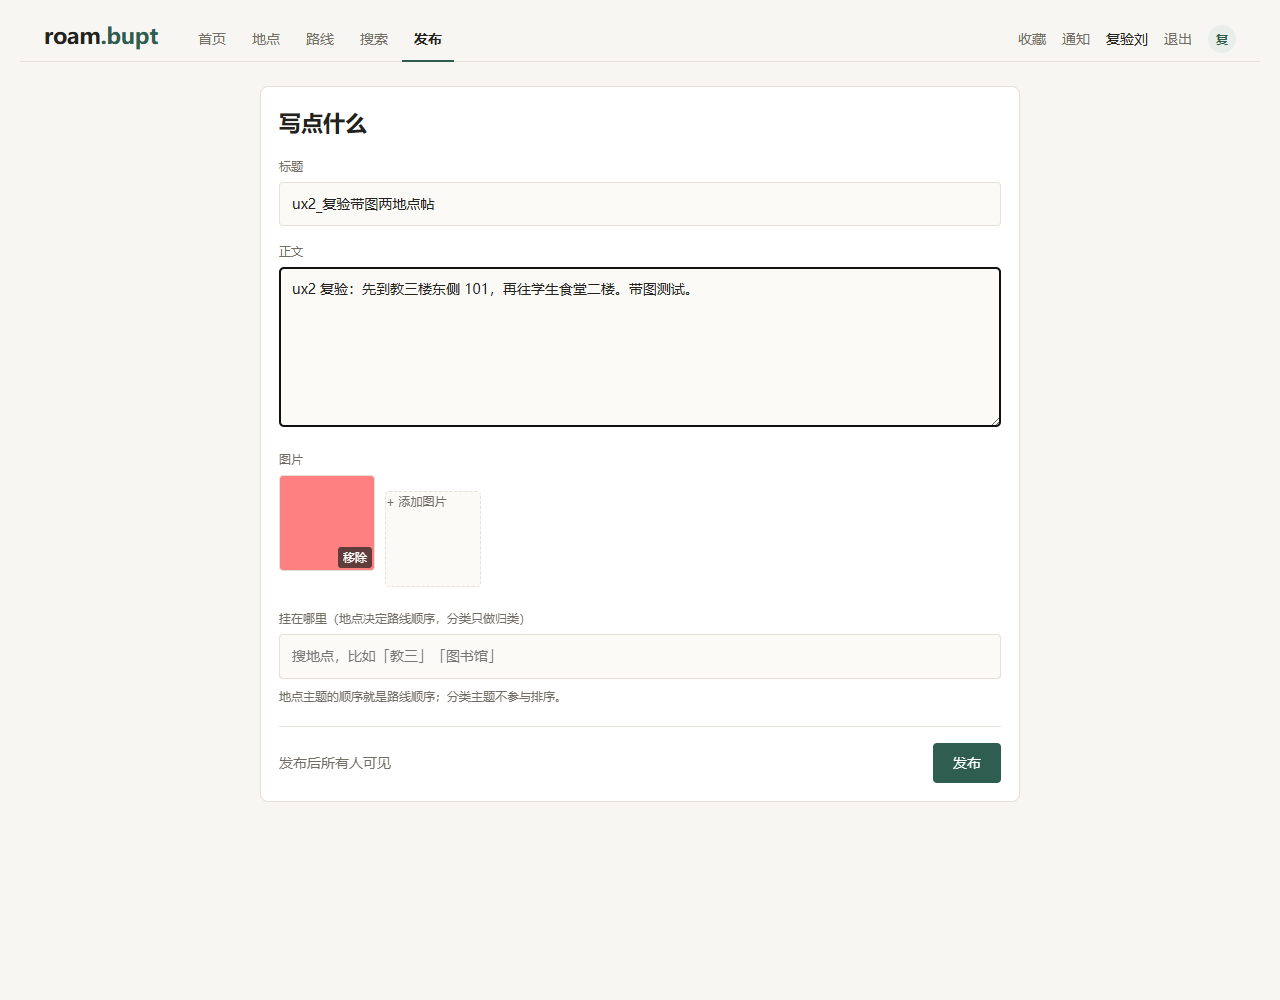 roam.bupt 首页 地点 路线 搜索 发布 收藏 通知 复验刘 退出 复
写点什么
标题
ux2_复验带图两地点帖
正文
ux2 复验：先到教三楼东侧 101，再往学生食堂二楼。带图测试。
图片
+ 添加图片
移除
挂在哪里（地点决定路线顺序，分类只做归类）
搜地点，比如「教三」「图书馆」
地点主题的顺序就是路线顺序；分类主题不参与排序。
发布后所有人可见 发布